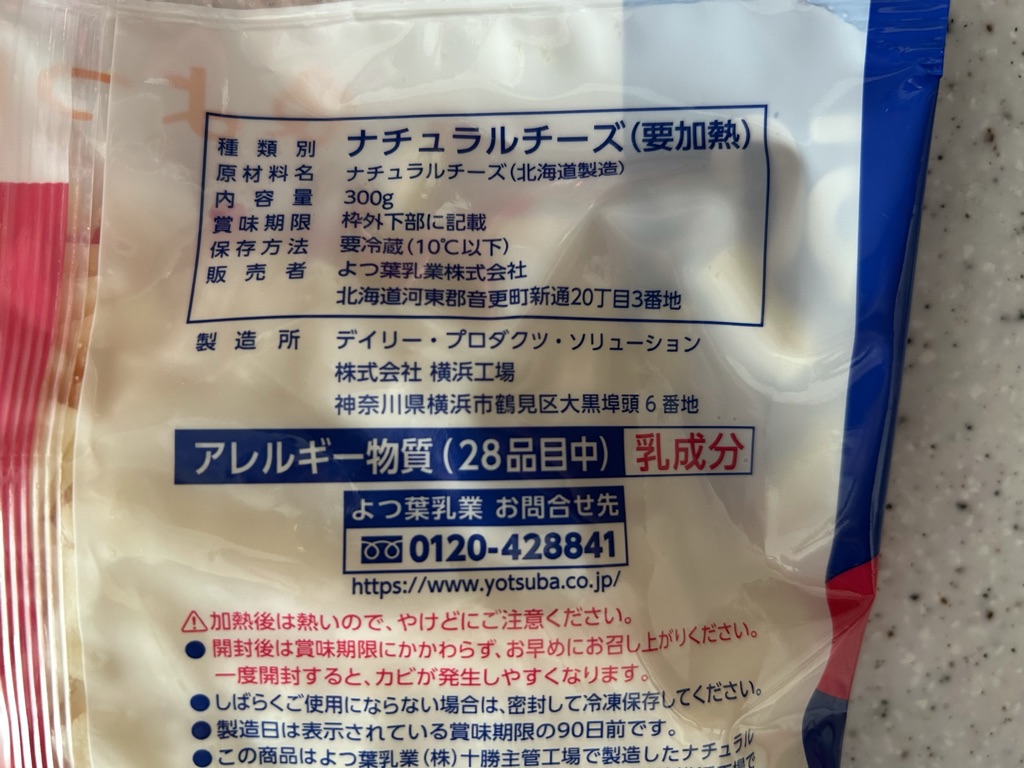 種類別 ナチュラルチーズ(要加熱)
原材料名 ナチュラルチーズ(北海道製造)
内容量 300g
賞味期限 枠外下部に記載
保存方法 要冷蔵(10℃以下)
販売者 よつ葉乳業株式会社
北海道河東郡音更町新通20丁目3番地
製造所 デイリー・プロダクツ・ソリューション
株式会社 横浜工場
神奈川県横浜市鶴見区大黒埠頭6番地
アレルギー物質(28品目中) 乳成分
よつ葉乳業 お問合せ先
0120-428841
https://www.yotsuba.co.jp/
⚠加熱後は熱いので、やけどにご注意ください。
●開封後は賞味期限にかかわらず、お早めにお召し上がりください。
一度開封すると、カビが発生しやすくなります。
●しばらくご使用にならない場合は、密封して冷凍保存してください。
●製造日は表示されている賞味期限の90日前です。
●この商品はよつ葉乳業(株)十勝主管工場で製造したナチュラル